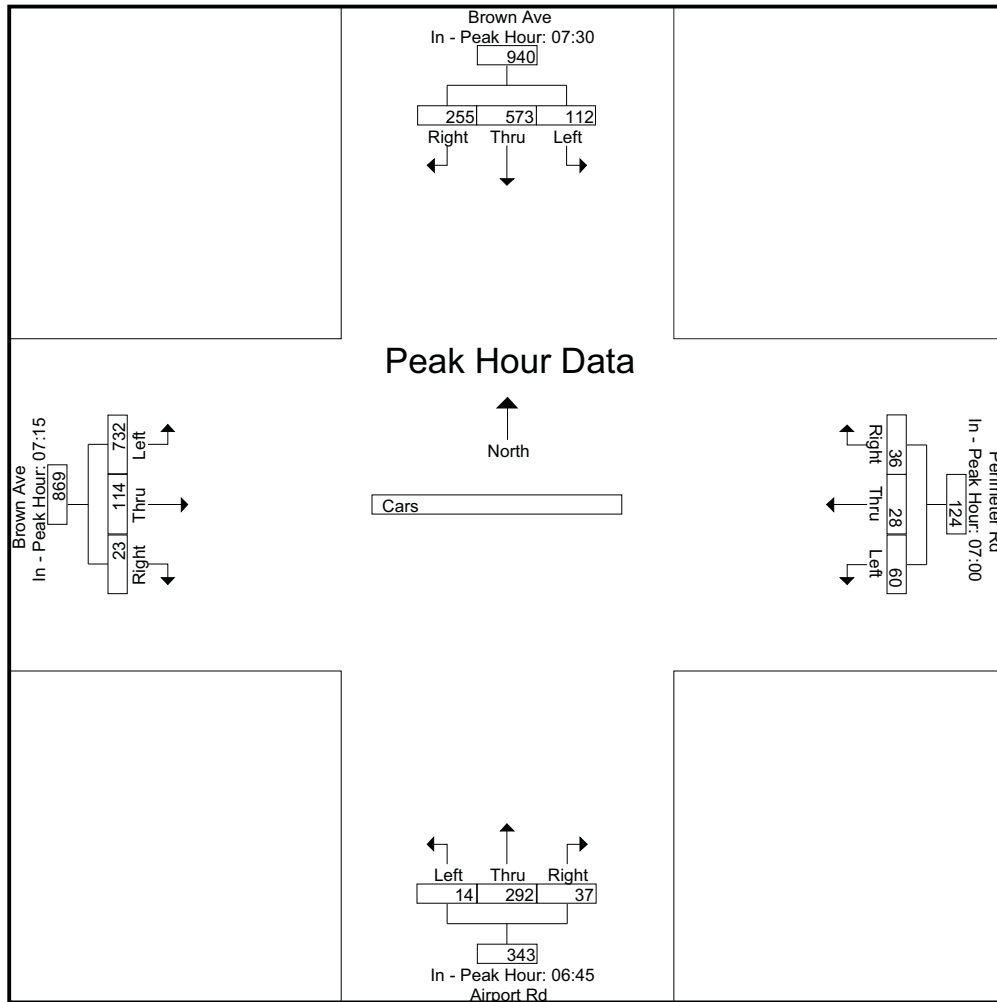 Brown Ave
In - Peak Hour: 07:30
940
255 573 112
Right Thru Left
Peak Hour Data
North
Cars
Brown Ave
In - Peak Hour: 07:15
869
732 114 23
Left Thru Right
Perimeter Rd
In - Peak Hour: 07:00
124
36 28 60
Right Thru Left
Left Thru Right
14 292 37
343
In - Peak Hour: 06:45
Airport Rd